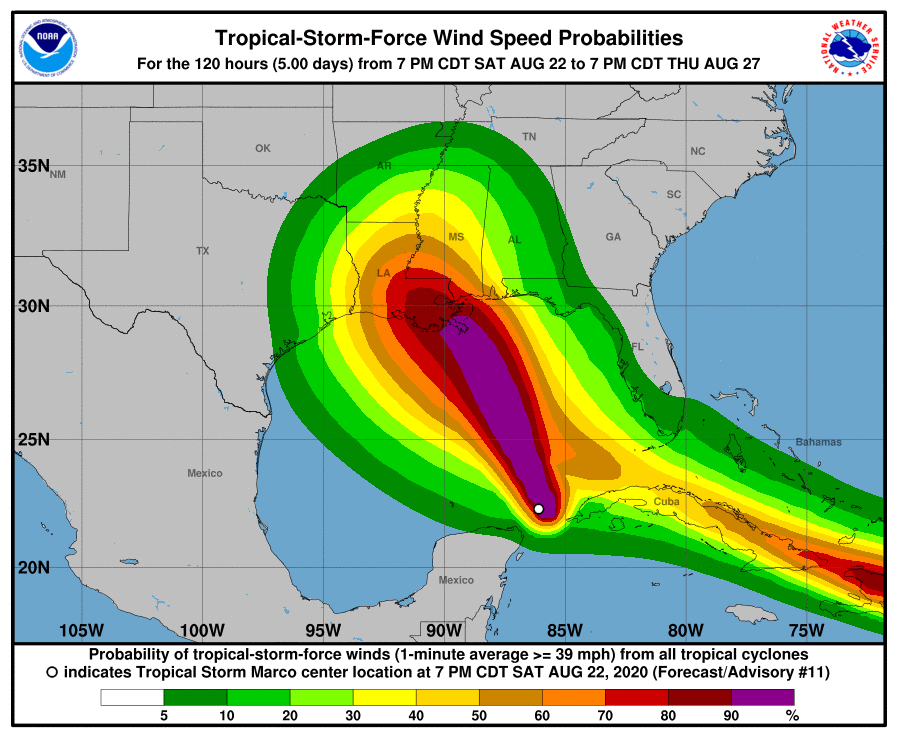 NOAA
Tropical-Storm-Force Wind Speed Probabilities
For the 120 hours (5.00 days) from 7 PM CDT SAT AUG 22 to 7 PM CDT THU AUG 27
NATIONAL WEATHER SERVICE
35N
30N
25N
20N
NM
OK
AR
TN
NC
SC
TX
LA
MS
AL
GA
FL
Bahamas
Mexico
Cuba
Mexico
105W 100W 95W 90W 85W 80W 75W
Probability of tropical-storm-force winds (1-minute average >= 39 mph) from all tropical cyclones
indicates Tropical Storm Marco center location at 7 PM CDT SAT AUG 22, 2020 (Forecast/Advisory #11)
5 10 20 30 40 50 60 70 80 90 %